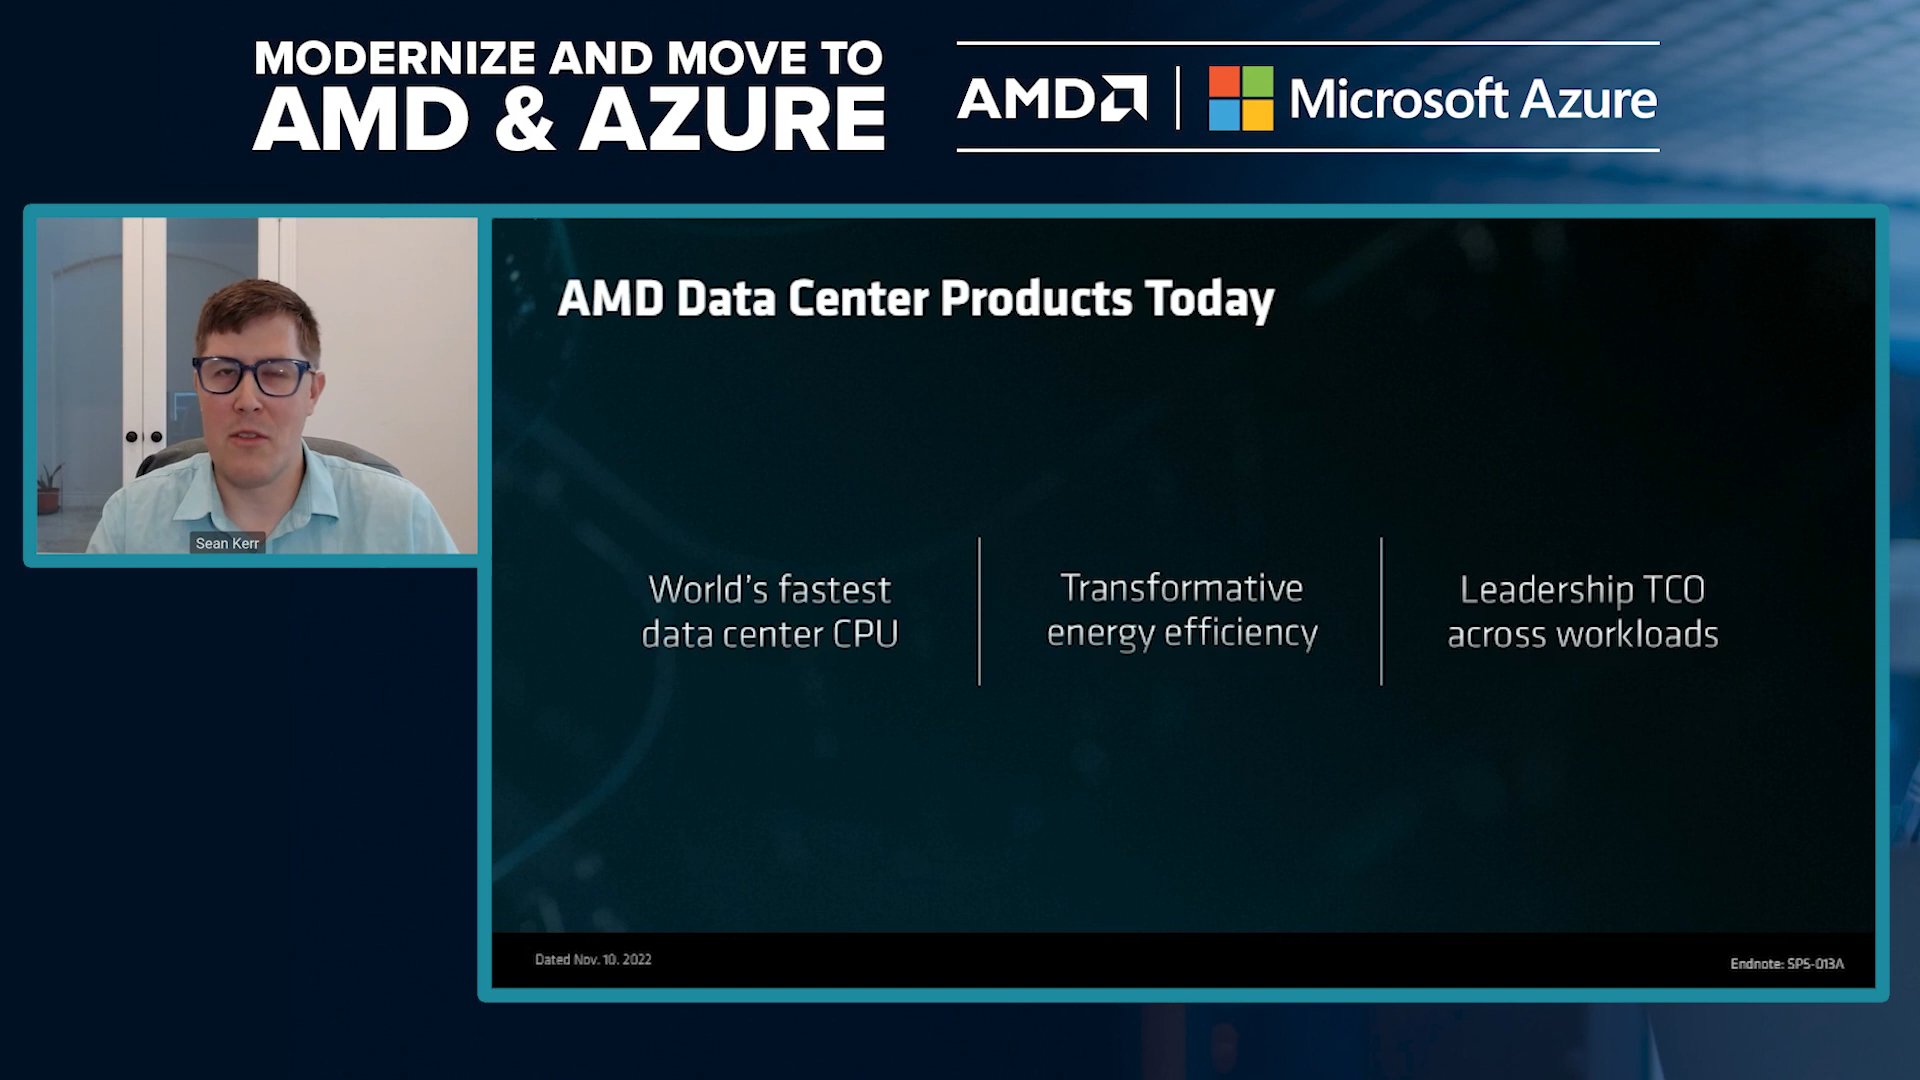 MODERNIZE AND MOVE TO
AMD & AZURE
AMD
Microsoft Azure
Sean Kerr
AMD Data Center Products Today
World's fastest
data center CPU
Transformative
energy efficiency
Leadership TCO
across workloads
Dated Nov. 10. 2022
Endnote: SP5-013A